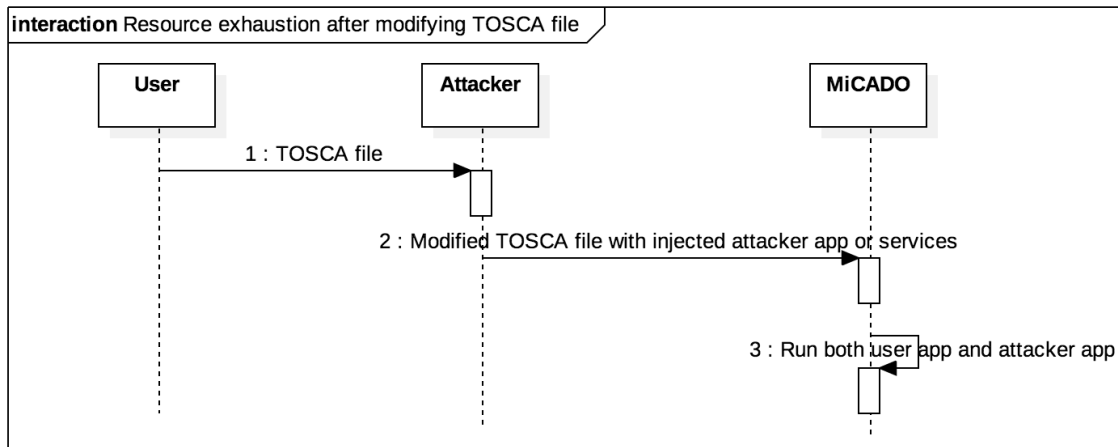 interaction Resource exhaustion after modifying TOSCA file
User
Attacker
MiCADO
1 : TOSCA file
2 : Modified TOSCA file with injected attacker app or services
3 : Run both user app and attacker app